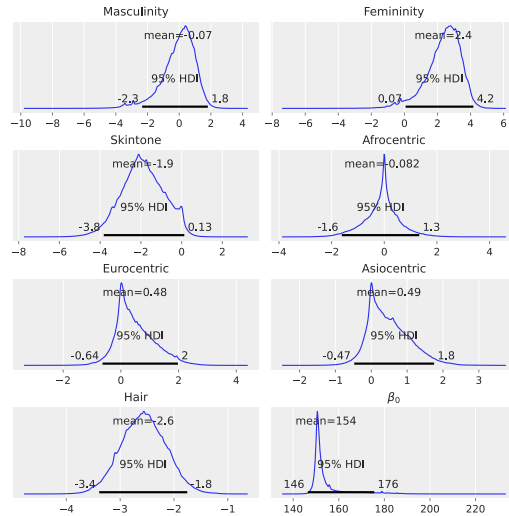 Masculinity Femininity
mean=-0.07 mean=2.4
95% HDI 95% HDI
-2.3 1.8 0.07 4.2
−10 −8 −6 −4 −2 0 2 4 −8 −6 −4 −2 0 2 4 6
Skintone Afrocentric
mean=-1.9 mean=-0.082
95% HDI 95% HDI
-3.8 0.13 -1.6 1.3
−8 −6 −4 −2 0 2 −4 −2 0 2 4
Eurocentric Asiocentric
mean=0.48 mean=0.49
95% HDI 95% HDI
-0.64 2 -0.47 1.8
−2 0 2 4 −2 −1 0 1 2 3
Hair β₀
mean=-2.6 mean=154
95% HDI 95% HDI
-3.4 -1.8 146 176
−4 −3 −2 −1 140 160 180 200 220